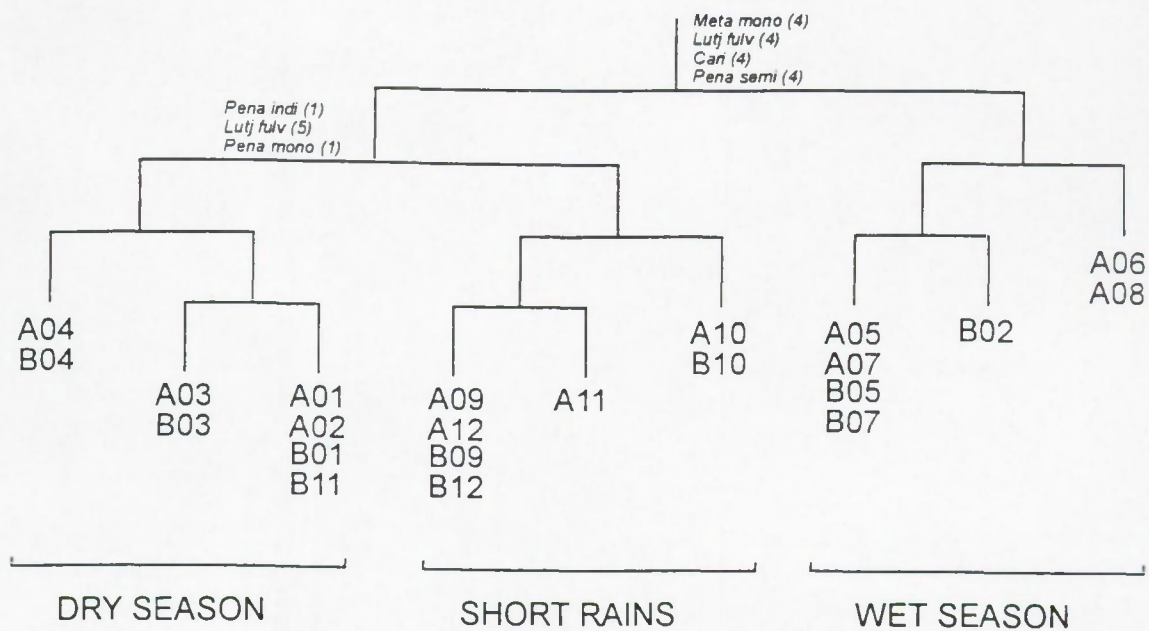 Meta mono (4)
Lutj fulv (4)
Cari (4)
Pena semi (4)
Pena indi (1)
Lutj fulv (5)
Pena mono (1)
A04
B04
A03
B03
A01
A02
B01
B11
A09
A12
B09
B12
A11
A10
B10
A05
A07
B05
B07
B02
A06
A08
DRY SEASON
SHORT RAINS
WET SEASON